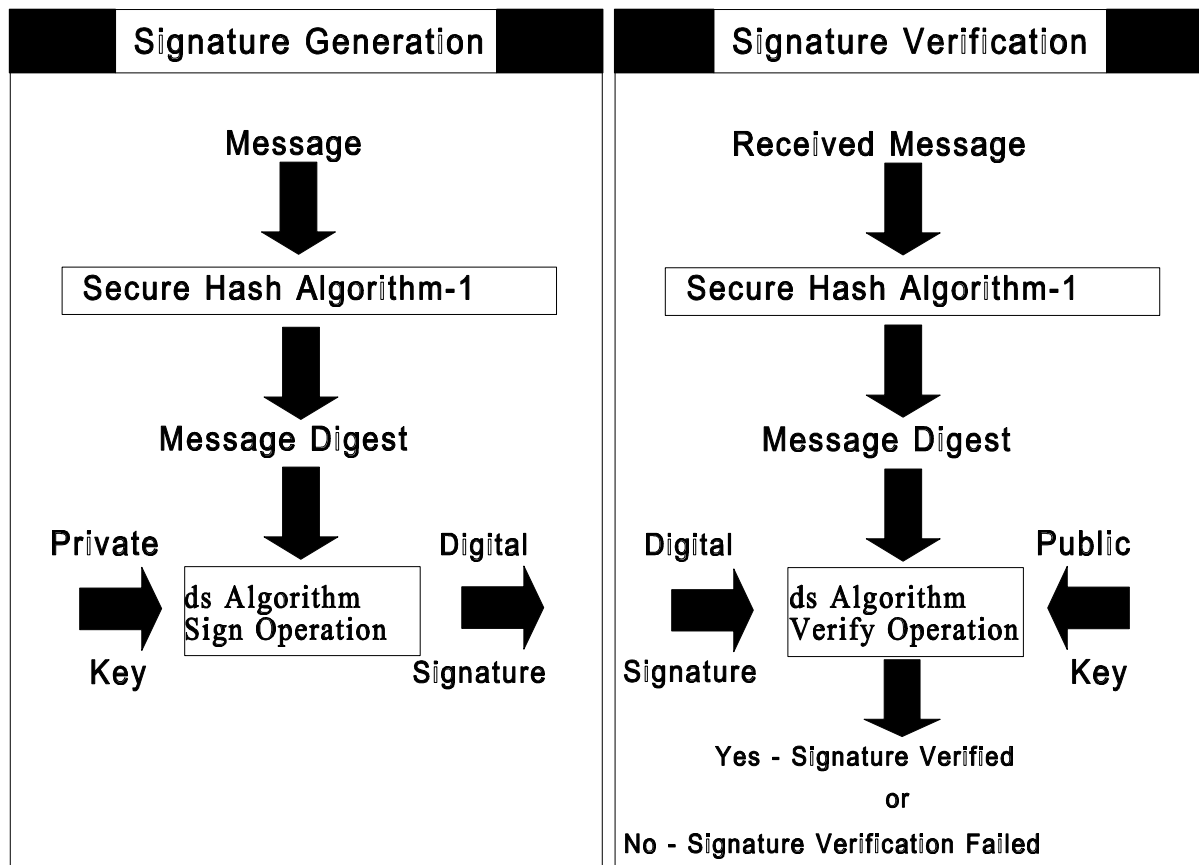 Signature Generation
Message
Secure Hash Algorithm-1
Message Digest
Private
Key
ds Algorithm
Sign Operation
Digital
Signature
Signature Verification
Received Message
Secure Hash Algorithm-1
Message Digest
Digital
Signature
ds Algorithm
Verify Operation
Public
Key
Yes - Signature Verified
or
No - Signature Verification Failed